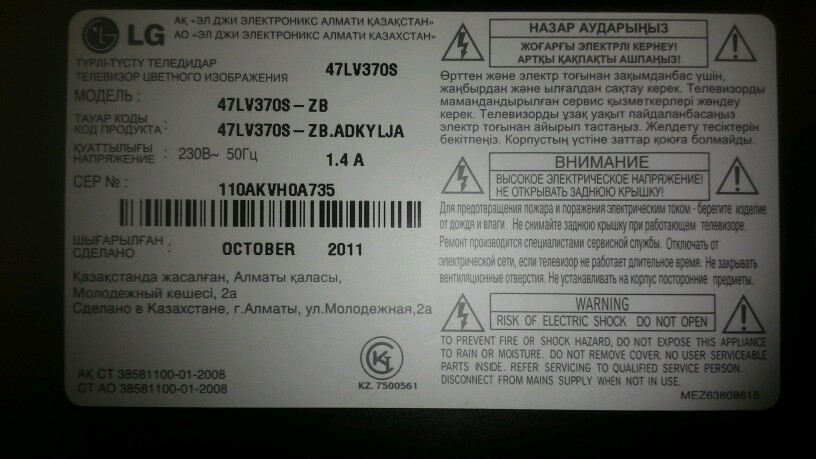 LG
АҚ «ЭЛ ДЖИ ЭЛЕКТРОНИКС АЛМАТИ ҚАЗАҚСТАН»
АО «ЭЛ ДЖИ ЭЛЕКТРОНИКС АЛМАТИ КАЗАХСТАН»
ТҮРЛІ-ТҮСТУ ТЕЛЕДИДАР
ТЕЛЕВИЗОР ЦВЕТНОГО ИЗОБРАЖЕНИЯ 47LV370S
МОДЕЛЬ : 47LV370S-ZB
ТАУАР КОДЫ
КОД ПРОДУКТА : 47LV370S-ZB.ADKYLJA
ҚУАТТЫЛЫҒЫ
НАПРЯЖЕНИЕ : 230В~ 50Гц 1.4 A
СЕР № : 110AKVH0A735
ШЫҒАРЫЛҒАН
СДЕЛАНО : OCTOBER 2011
Қазақстанда жасалған, Алматы қаласы,
Молодежный көшесі, 2а
Сделано в Казахстане, г.Алматы, ул.Молодежная,2а
АҚ СТ 38581100-01-2008
СТ АО 38581100-01-2008
KZ. 7500561
НАЗАР АУДАРЫҢЫЗ
ЖОҒАРҒЫ ЭЛЕКТРЛІ КЕРНЕУ!
АРТҚЫ ҚАҚПАҚТЫ АШПАҢЫЗ!
Өрттен және электр тоғынан зақымданбас үшін,
жаңбырдан және ылғалдан сақтау керек. Телевизорды
мамандандырылған сервис қызметкерлері жөндеу
керек. Телевизорды ұзақ уақыт пайдаланбасаңыз
электр тоғынан айырып тастаңыз. Желдету тесіктерін
бекітпеңіз. Корпустың үстіне заттар қоюға болмайды.
ВНИМАНИЕ
ВЫСОКОЕ ЭЛЕКТРИЧЕСКОЕ НАПРЯЖЕНИЕ!
НЕ ОТКРЫВАТЬ ЗАДНЮЮ КРЫШКУ!
Для предотвращения пожара и поражения электрическим током - берегите изделие
от дождя и влаги. Не снимайте заднюю крышку при работающем телевизоре.
Ремонт производится специалистами сервисной службы. Отключать от
электрической сети, если телевизор не работает длительное время. Не закрывать
вентиляционные отверстия. Не устанавливать на корпус посторонние предметы.
WARNING
RISK OF ELECTRIC SHOCK DO NOT OPEN
TO PREVENT FIRE OR SHOCK HAZARD, DO NOT EXPOSE THIS APPLIANCE
TO RAIN OR MOISTURE. DO NOT REMOVE COVER. NO USER SERVICEABLE
PARTS INSIDE. REFER SERVICING TO QUALIFIED SERVICE PERSON.
DISCONNECT FROM MAINS SUPPLY WHEN NOT IN USE.
MEZ63808615